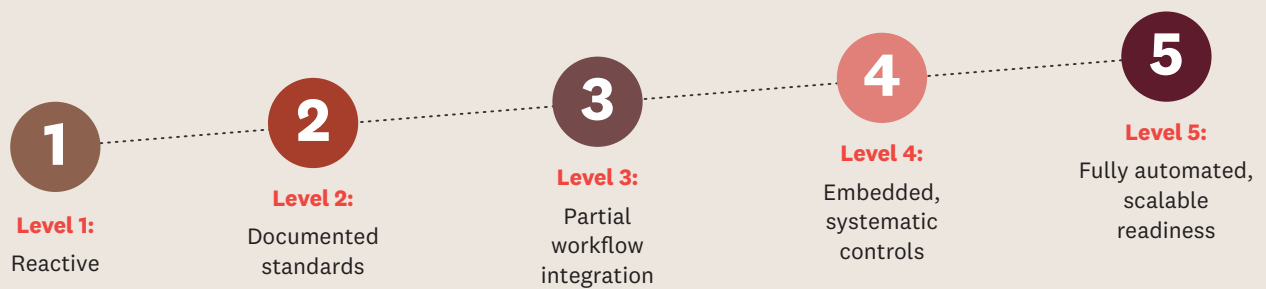 1
Level 1:
Reactive
2
Level 2:
Documented
standards
3
Level 3:
Partial
workflow
integration
4
Level 4:
Embedded,
systematic
controls
5
Level 5:
Fully automated,
scalable
readiness